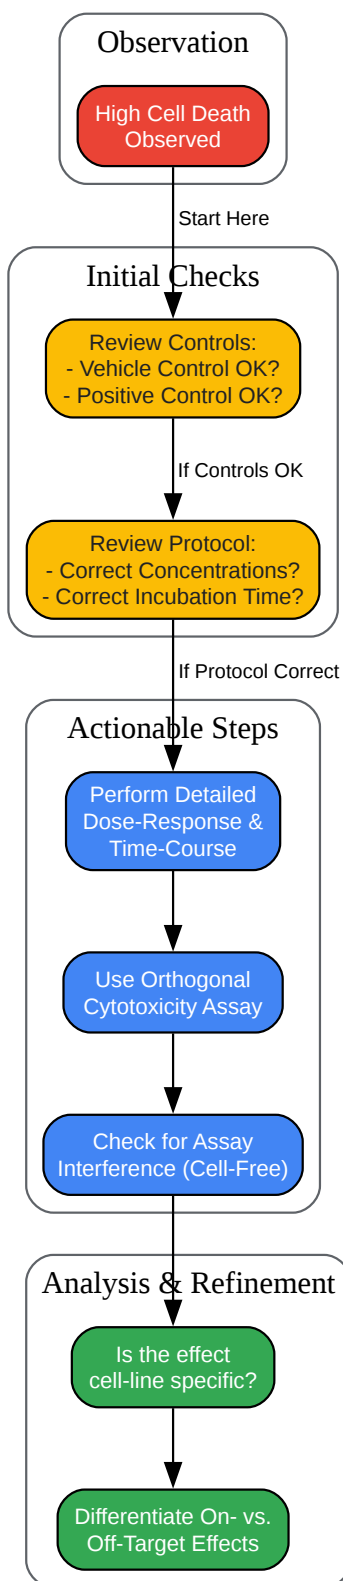 Observation
High Cell Death
Observed
Start Here
Initial Checks
Review Controls:
- Vehicle Control OK?
- Positive Control OK?
If Controls OK
Review Protocol:
- Correct Concentrations?
- Correct Incubation Time?
If Protocol Correct
Actionable Steps
Perform Detailed
Dose-Response &
Time-Course
Use Orthogonal
Cytotoxicity Assay
Check for Assay
Interference (Cell-Free)
Analysis & Refinement
Is the effect
cell-line specific?
Differentiate On- vs.
Off-Target Effects